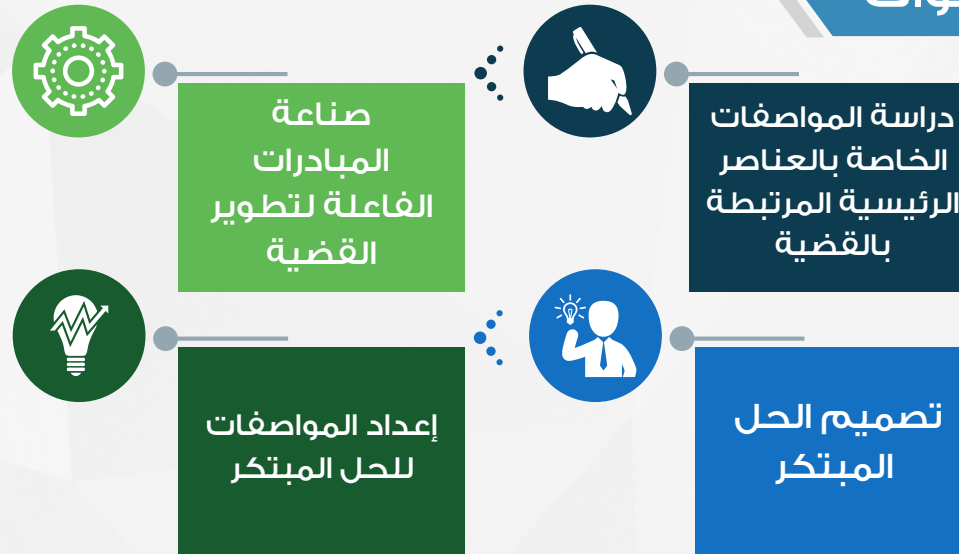 دراسة المواصفات
الخاصة بالعناصر
الرئيسية المرتبطة
بالقضية
صناعة
المبادرات
الفاعلة لتطوير
القضية
تصميم الحل
المبتكر
إعداد المواصفات
للحل المبتكر